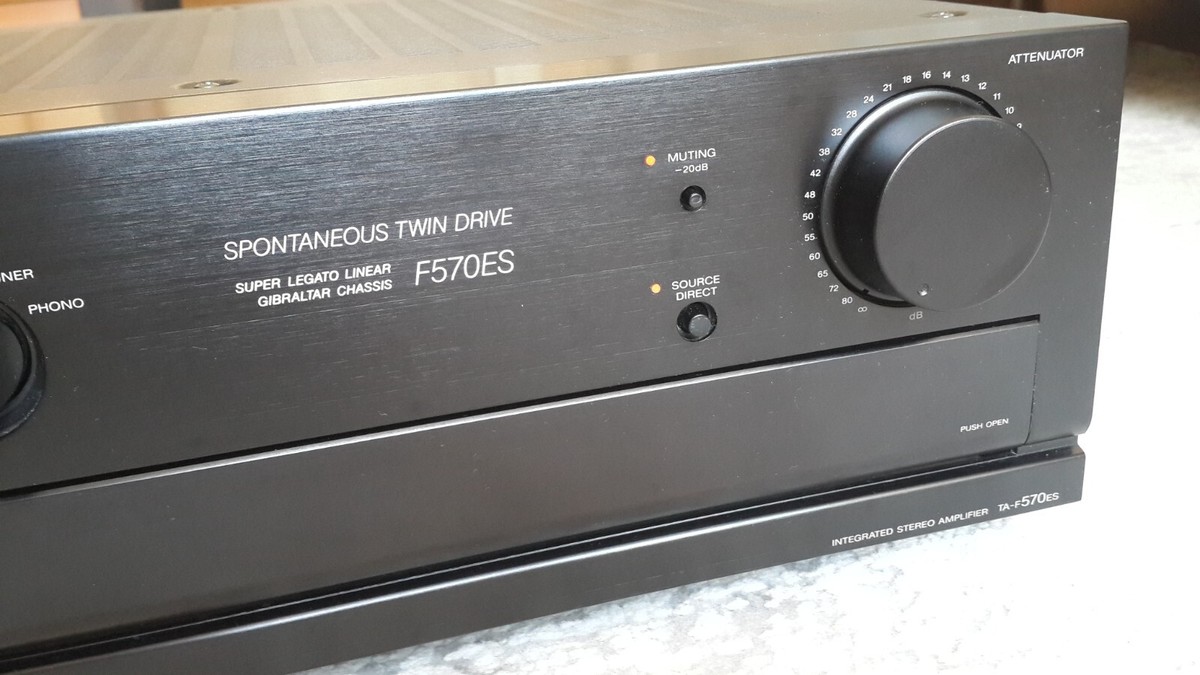 ATTENUATOR
∞ 80 72 65 60 55 50 48 42 38 32 28 24 21 18 16 14 13 12 11 10
dB
MUTING
−20dB
SPONTANEOUS TWIN DRIVE
SUPER LEGATO LINEAR
GIBRALTAR CHASSIS
F570ES
SOURCE
DIRECT
PHONO
PUSH OPEN
INTEGRATED STEREO AMPLIFIER TA-F570ES